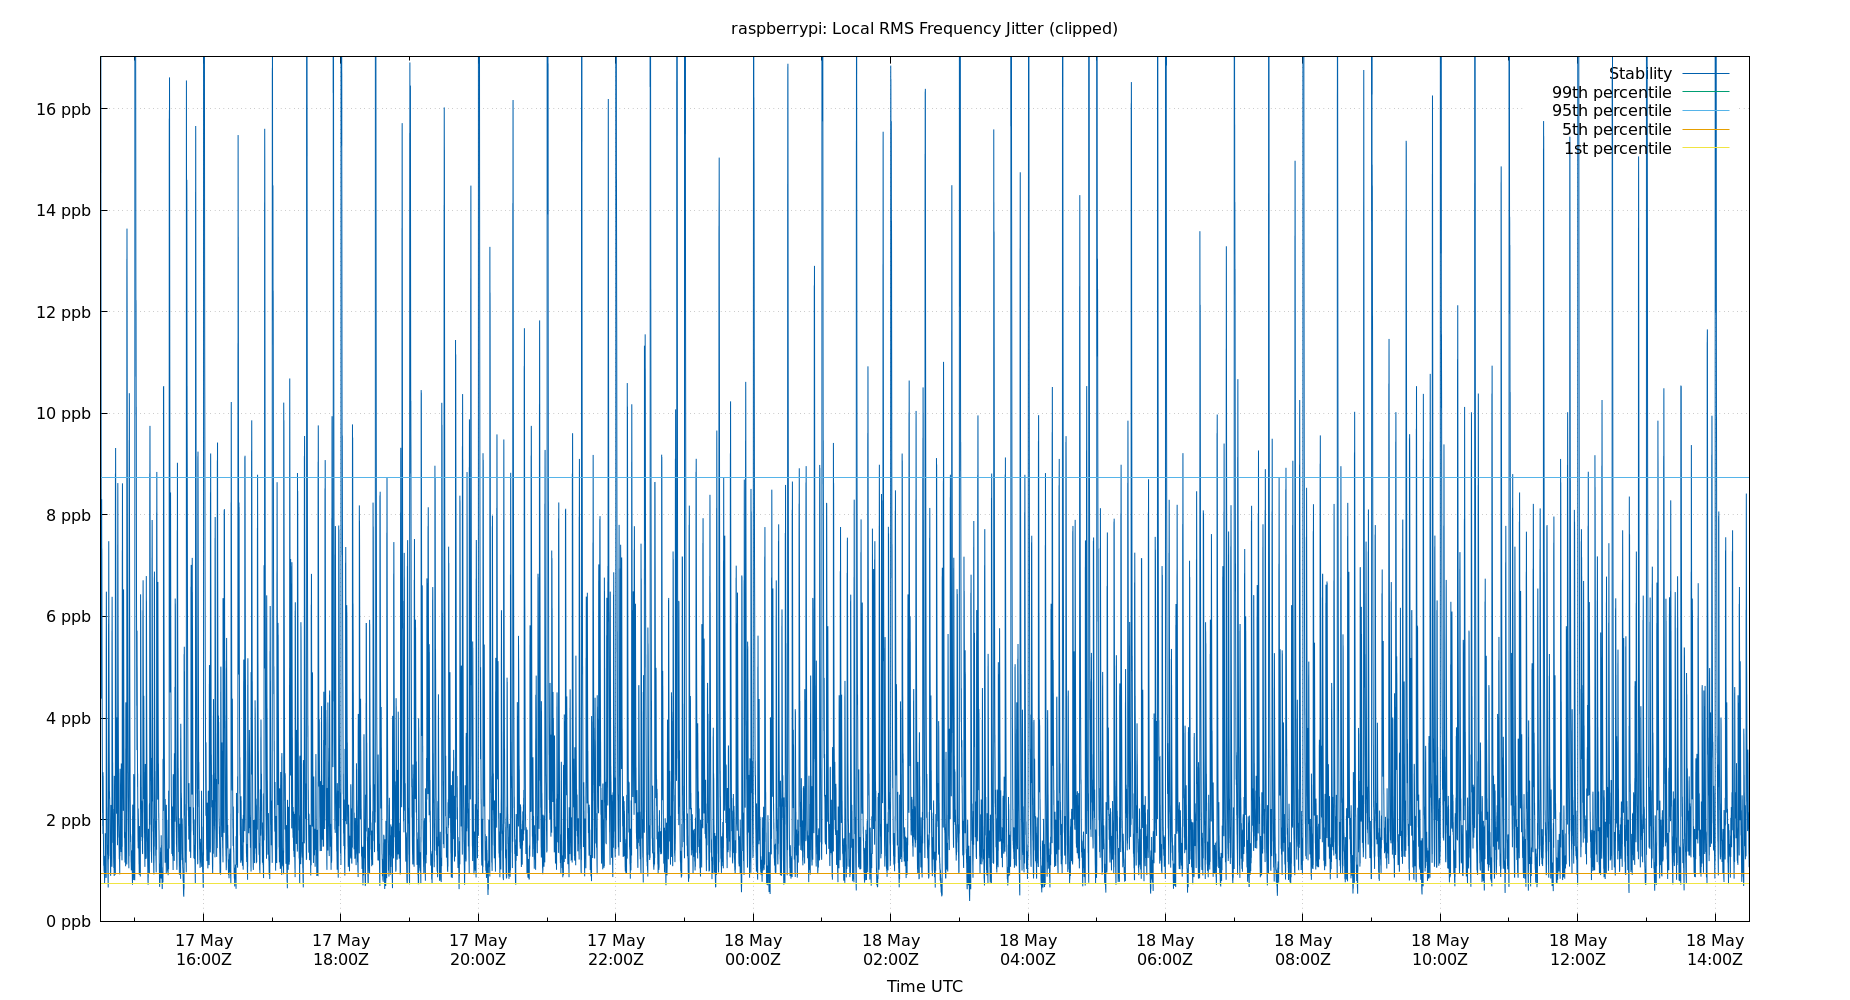 raspberrypi: Local RMS Frequency Jitter (clipped)
Stability
99th percentile
95th percentile
5th percentile
1st percentile
16 ppb
14 ppb
12 ppb
10 ppb
8 ppb
6 ppb
4 ppb
2 ppb
0 ppb
17 May 17 May 17 May 17 May 18 May 18 May 18 May 18 May 18 May 18 May 18 May 18 May
16:00Z 18:00Z 20:00Z 22:00Z 00:00Z 02:00Z 04:00Z 06:00Z 08:00Z 10:00Z 12:00Z 14:00Z
Time UTC